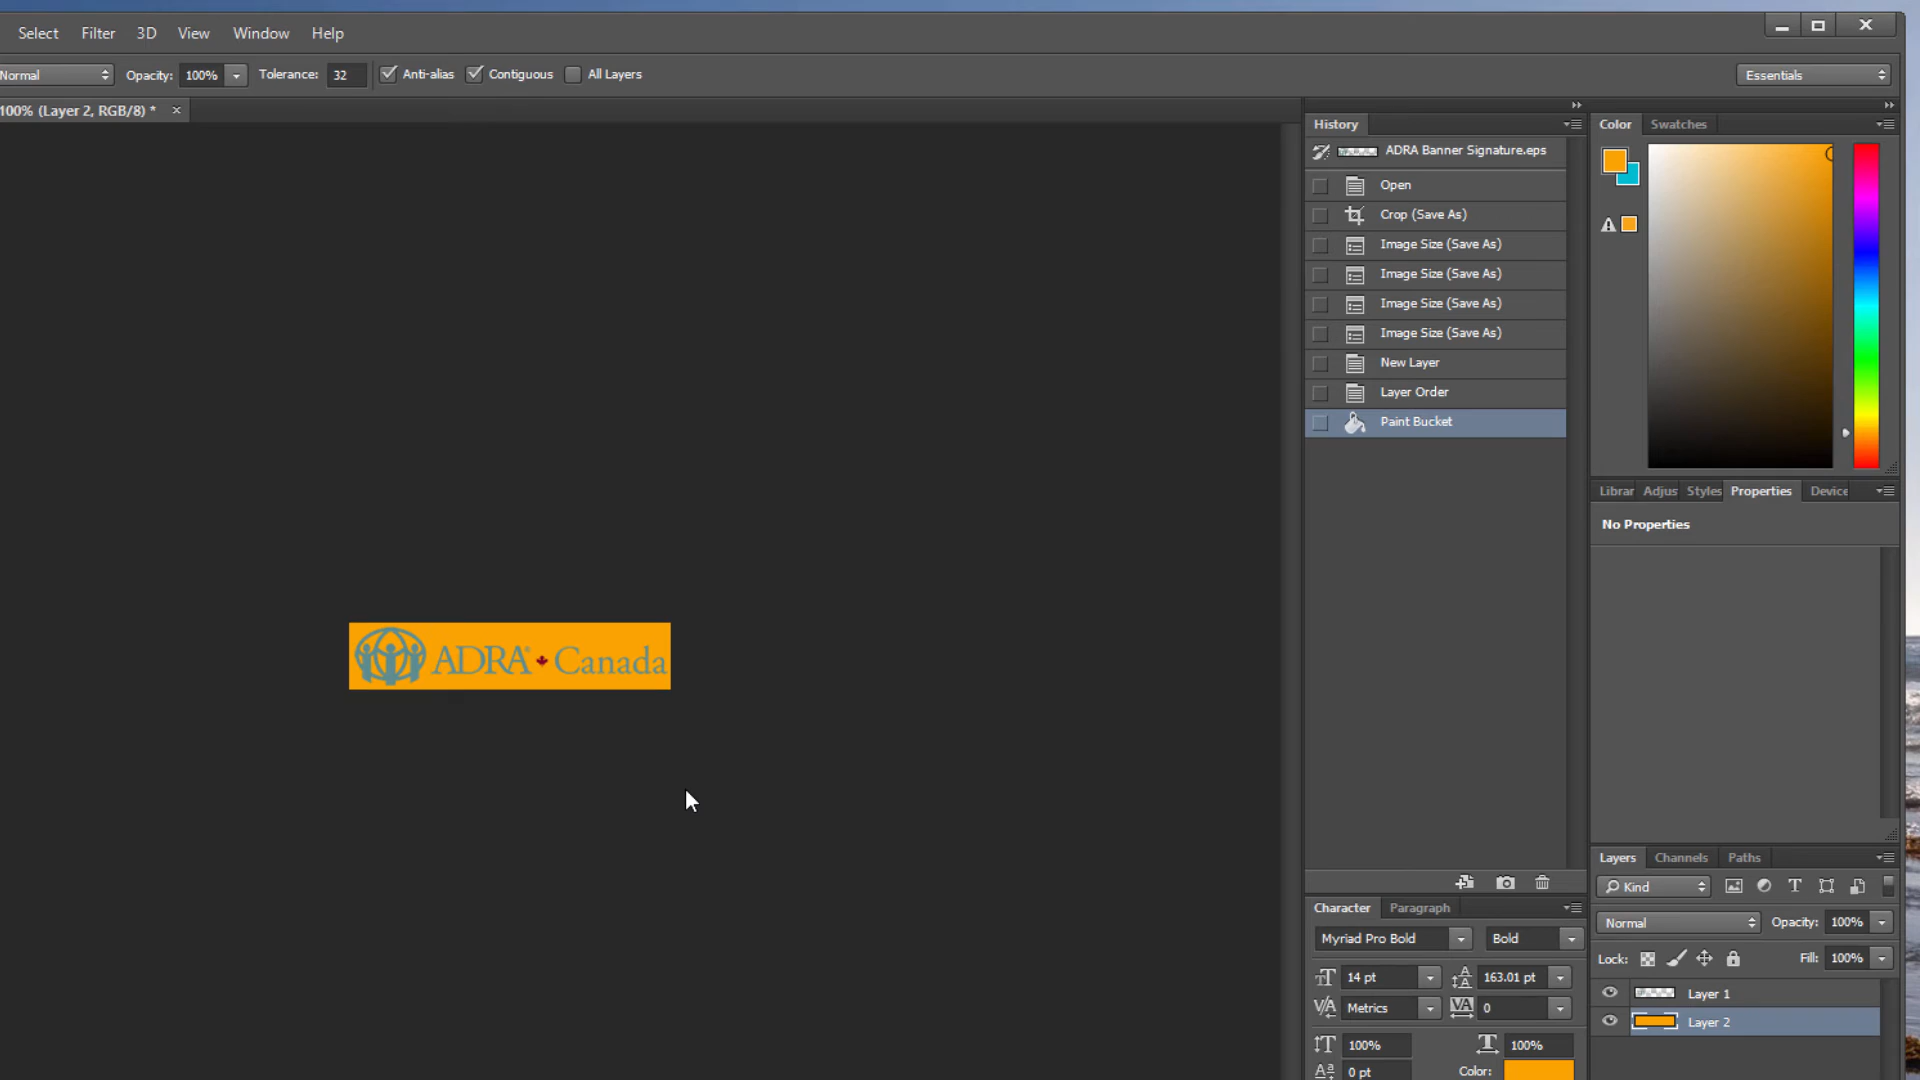 Select Filter 3D View Window Help
Normal Opacity: 100% Tolerance: 32 Anti-alias Contiguous All Layers Essentials
100% (Layer 2, RGB/8) * ×
History
ADRA Banner Signature.eps
Open
Crop (Save As)
Image Size (Save As)
Image Size (Save As)
Image Size (Save As)
Image Size (Save As)
New Layer
Layer Order
Paint Bucket
Color Swatches
Librar Adjus Styles Properties Device
No Properties
ADRA® Canada
Layers Channels Paths
Kind
Normal Opacity: 100%
Lock: Fill: 100%
Layer 1
Layer 2
Character Paragraph
Myriad Pro Bold Bold
14 pt 163.01 pt
Metrics 0
100% 100%
0 pt Color: